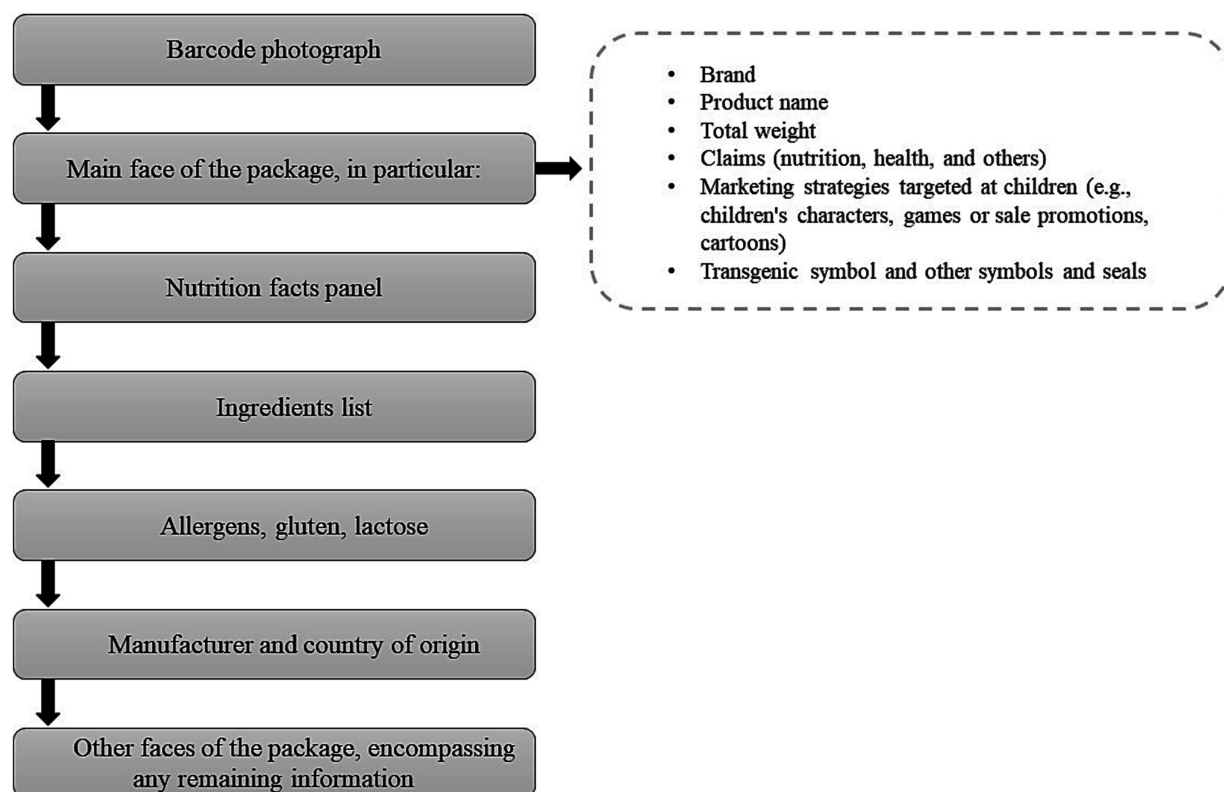 Barcode photograph
Main face of the package, in particular:
• Brand
• Product name
• Total weight
• Claims (nutrition, health, and others)
• Marketing strategies targeted at children (e.g.,
children's characters, games or sale promotions,
cartoons)
• Transgenic symbol and other symbols and seals
Nutrition facts panel
Ingredients list
Allergens, gluten, lactose
Manufacturer and country of origin
Other faces of the package, encompassing
any remaining information